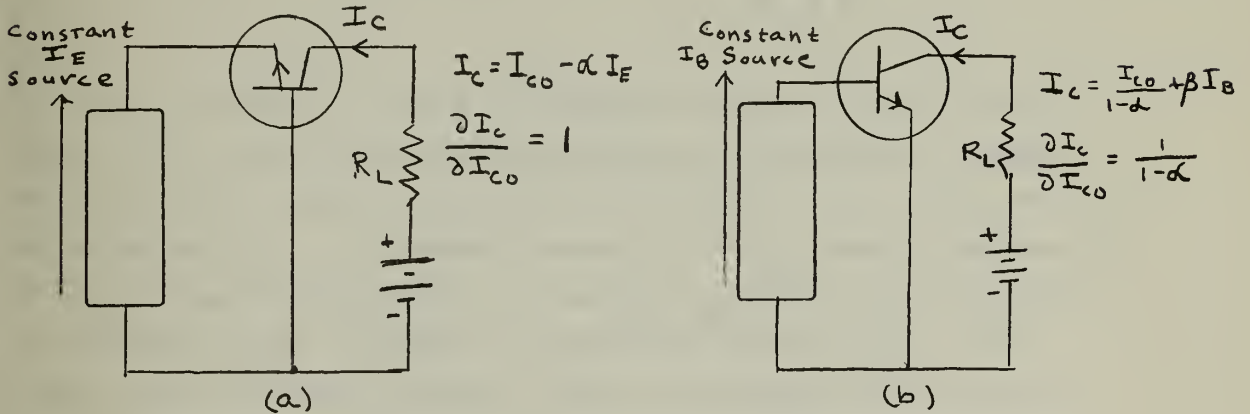 Constant
I_E
Source
I_C
I_C = I_CO - α I_E
∂I_C / ∂I_CO = 1
R_L
+
-
(a)
Constant
I_B Source
I_C
I_C = I_CO / 1-α + β I_B
∂I_C / ∂I_CO = 1 / 1-α
R_L
+
-
(b)